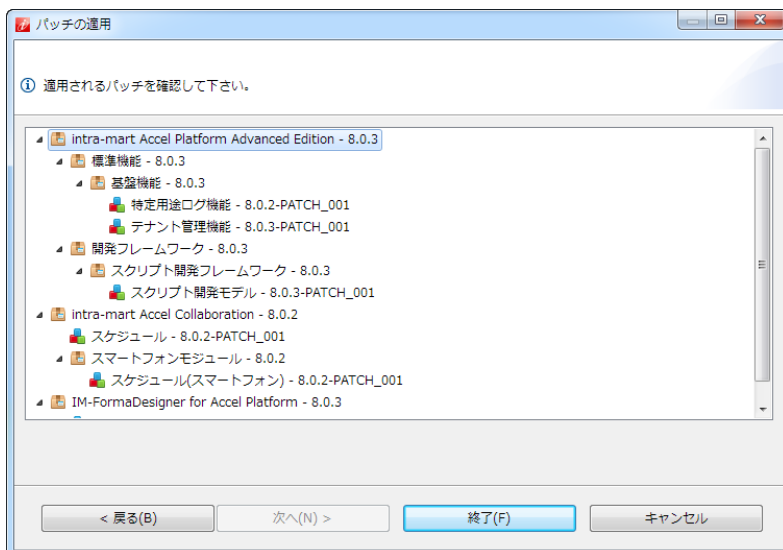 パッチの適用
適用されるパッチを確認して下さい。
intra-mart Accel Platform Advanced Edition - 8.0.3
標準機能 - 8.0.3
基盤機能 - 8.0.3
特定用途ログ機能 - 8.0.2-PATCH_001
テナント管理機能 - 8.0.3-PATCH_001
開発フレームワーク - 8.0.3
スクリプト開発フレームワーク - 8.0.3
スクリプト開発モデル - 8.0.3-PATCH_001
intra-mart Accel Collaboration - 8.0.2
スケジュール - 8.0.2-PATCH_001
スマートフォンモジュール - 8.0.2
スケジュール(スマートフォン) - 8.0.2-PATCH_001
IM-FormaDesigner for Accel Platform - 8.0.3
< 戻る(B) 次へ(N) > 終了(F) キャンセル